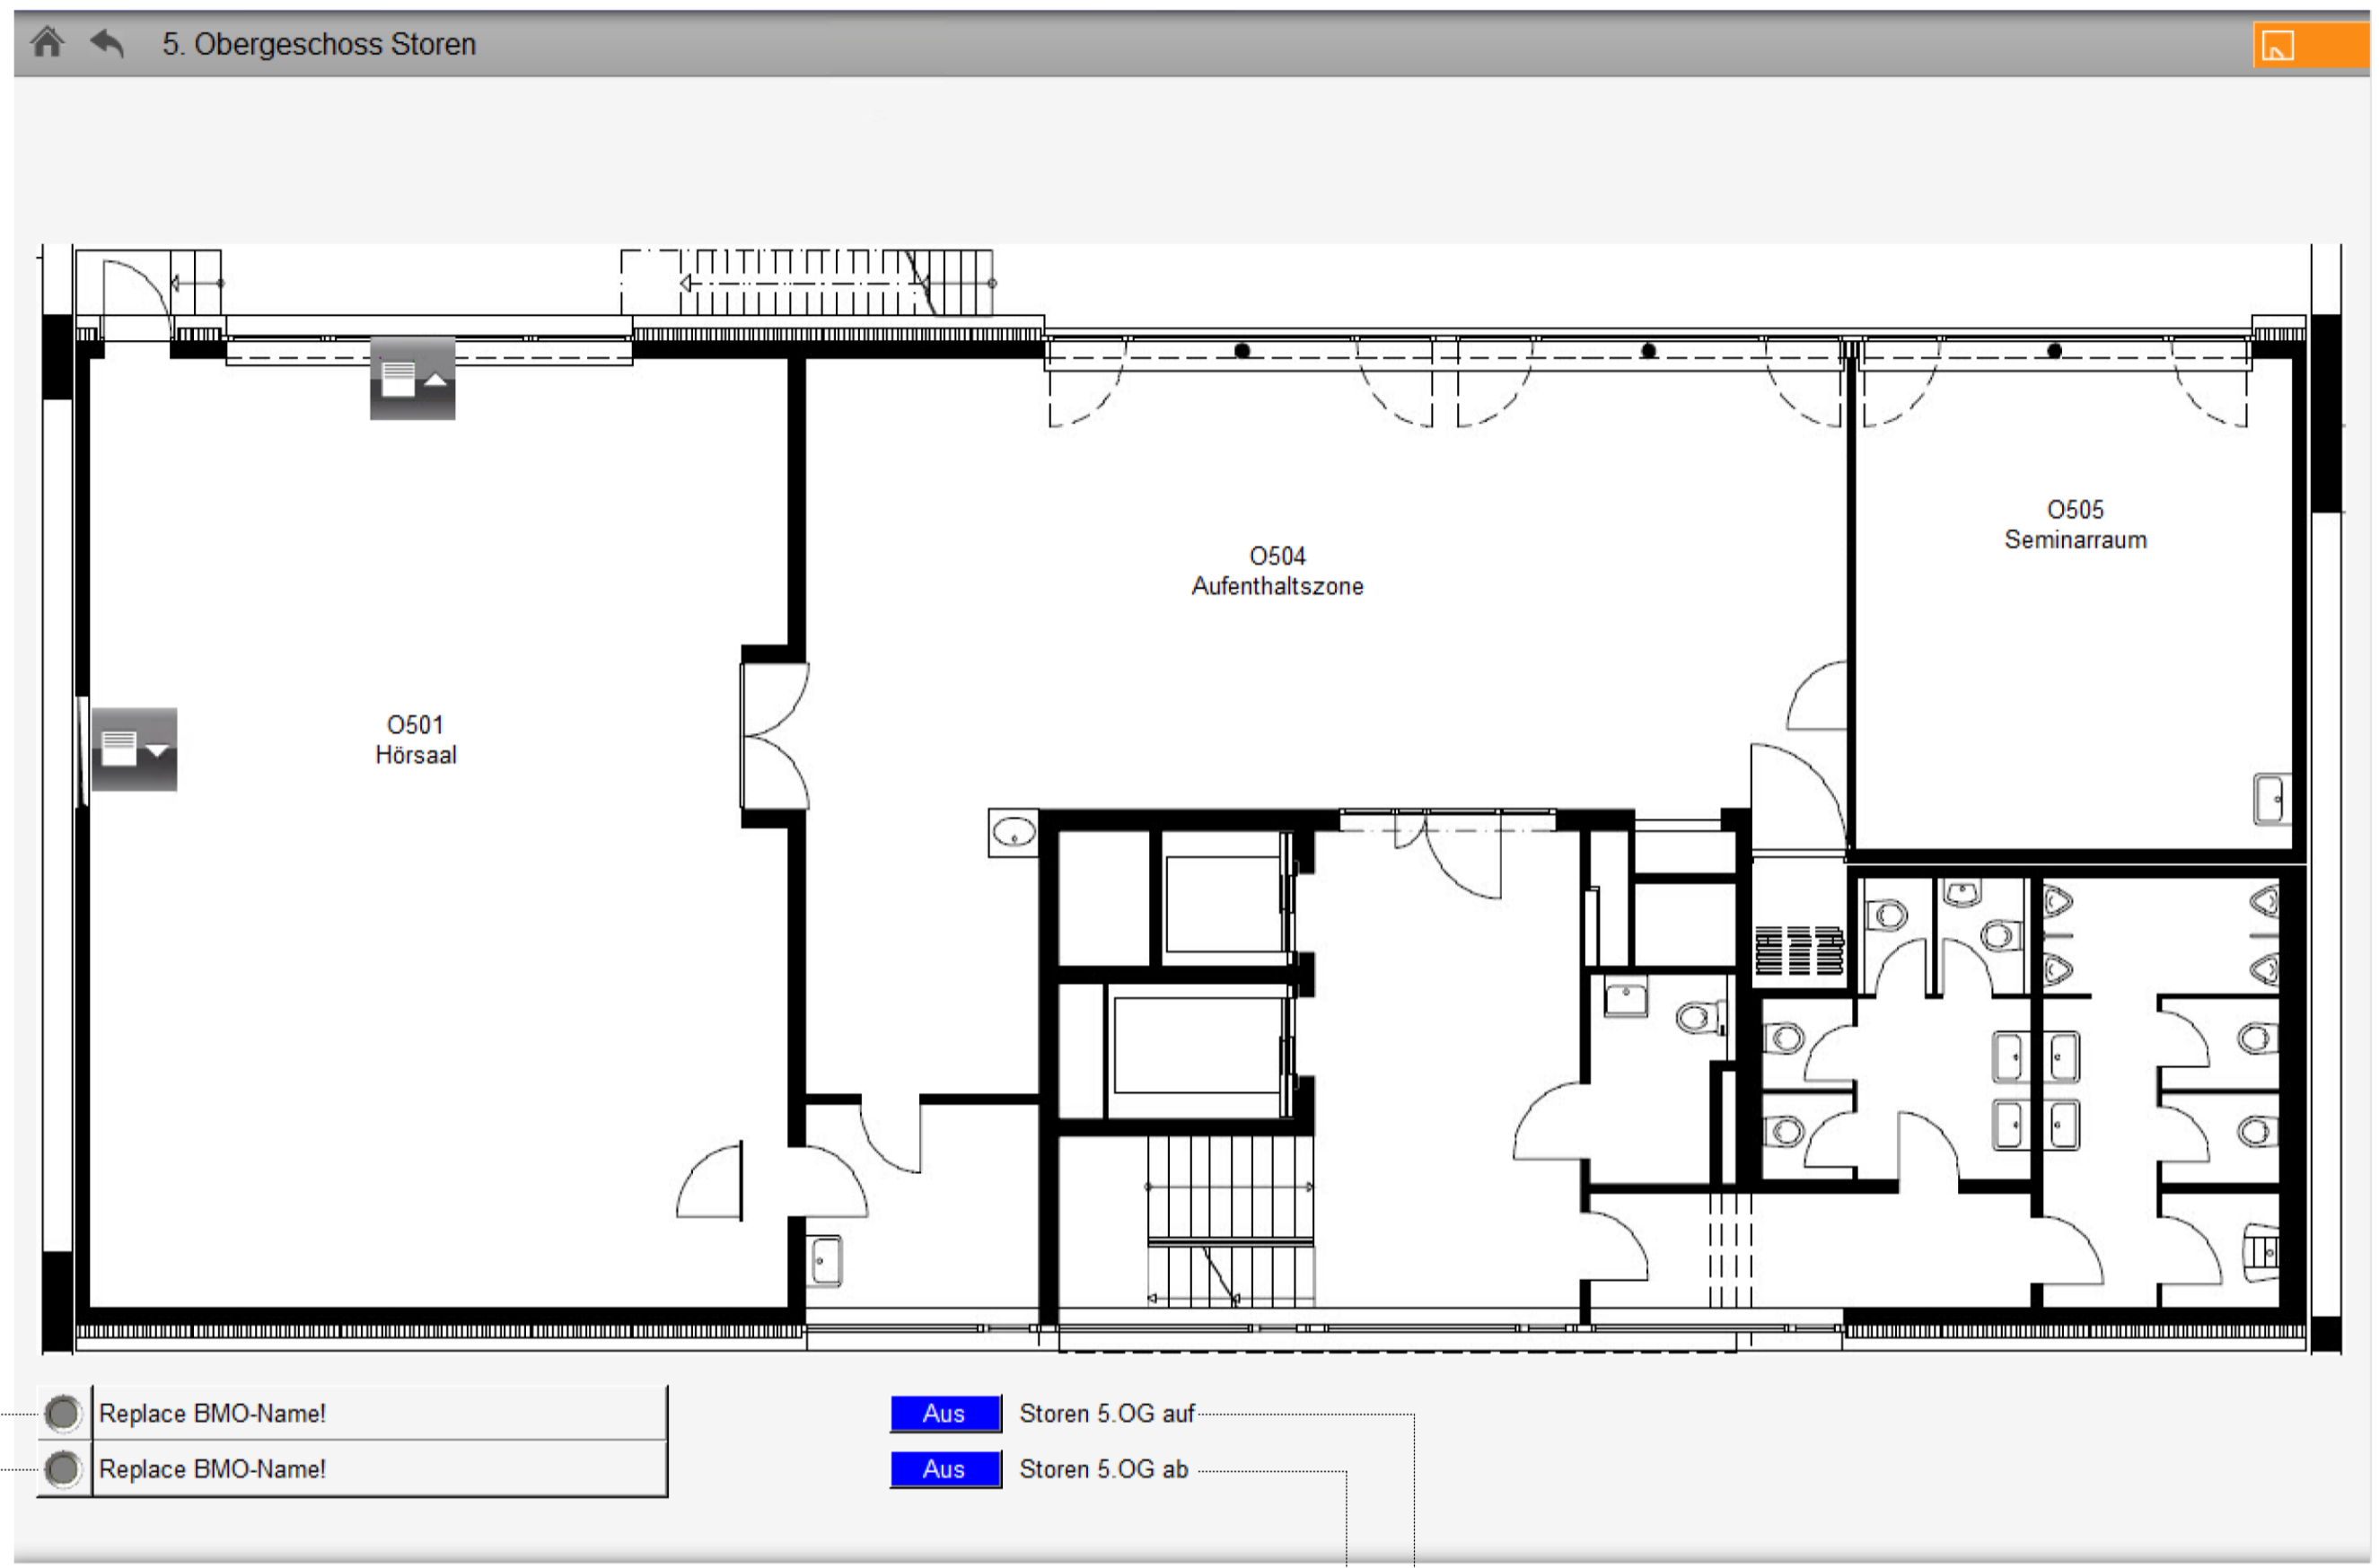 5. Obergeschoss Storen
O505
Seminarraum
O504
Aufenthaltszone
O501
Hörsaal
Replace BMO-Name!
Aus
Storen 5.OG auf
Replace BMO-Name!
Aus
Storen 5.OG ab